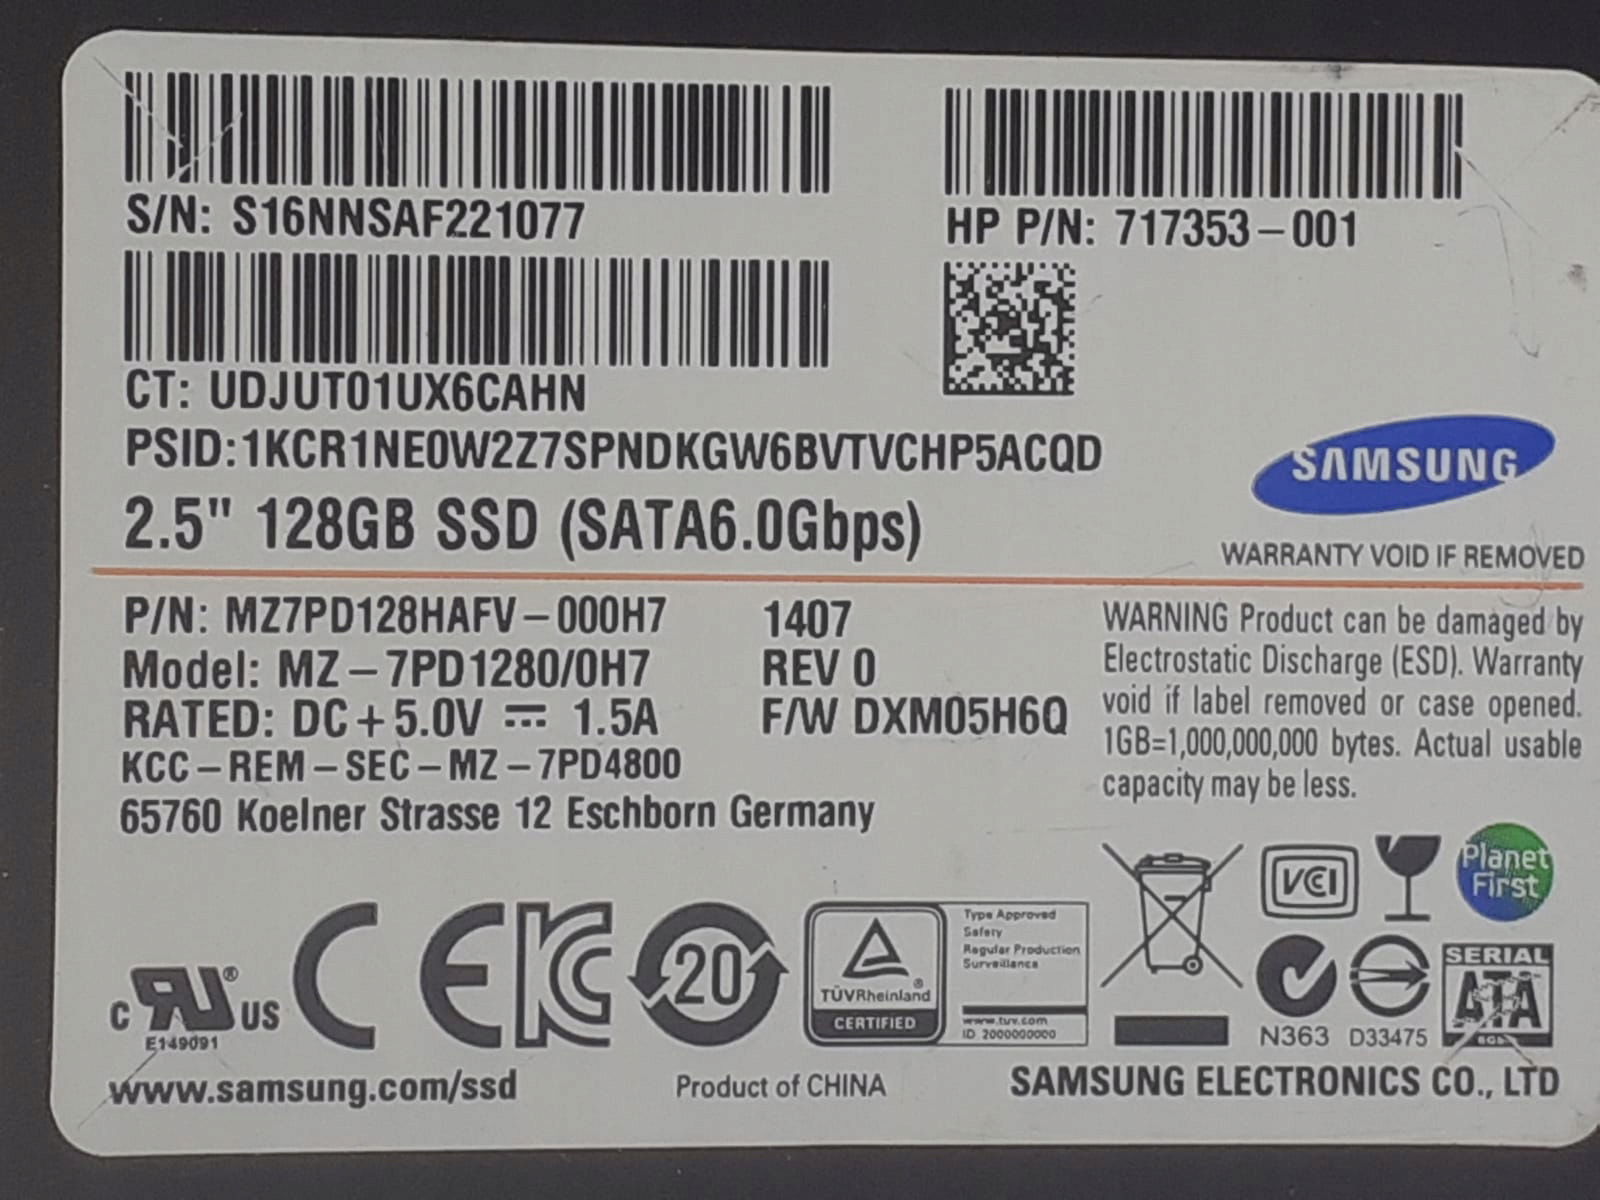 S/N: S16NNSAF221077
HP P/N: 717353-001
CT: UDJUT01UX6CAHN
PSID:1KCR1NE0W2Z7SPNDKGW6BVTVCHP5ACQD
SAMSUNG
2.5" 128GB SSD (SATA6.0Gbps)
WARRANTY VOID IF REMOVED
P/N: MZ7PD128HAFV-000H7
1407
Model: MZ-7PD1280/0H7
REV 0
RATED: DC+5.0V ⎓ 1.5A
F/W DXM05H6Q
KCC-REM-SEC-MZ-7PD4800
65760 Koelner Strasse 12 Eschborn Germany
WARNING Product can be damaged by
Electrostatic Discharge (ESD). Warranty
void if label removed or case opened.
1GB=1,000,000,000 bytes. Actual usable
capacity may be less.
VCI
Planet
First
c RU ® US
E149091
CE
KC
20
TÜVRheinland ®
CERTIFIED
Type Approved
Safety
Regular Production
Surveillance
www.tuv.com
ID 2000000000
N363
D33475
SERIAL
ATA
6Gb
www.samsung.com/ssd
Product of CHINA
SAMSUNG ELECTRONICS CO., LTD